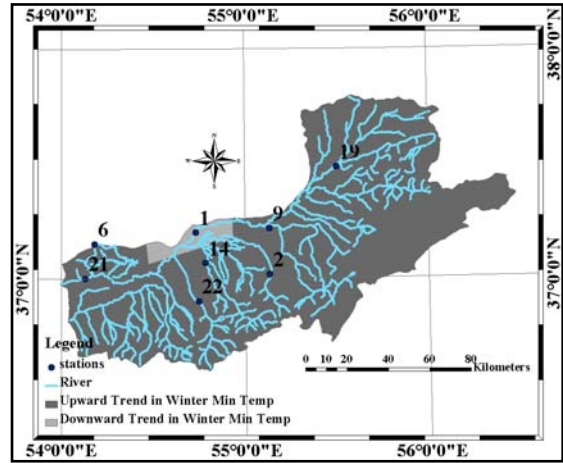 54°0'0"E 55°0'0"E 56°0'0"E
38°0'0"N
N
W E
S
19
1
9
6
14
21
2
22
37°0'0"N
37°0'0"N
Legend
stations
River
Upward Trend in Winter Min Temp
Downward Trend in Winter Min Temp
0 10 20 40 60 80
Kilometers
54°0'0"E 55°0'0"E 56°0'0"E